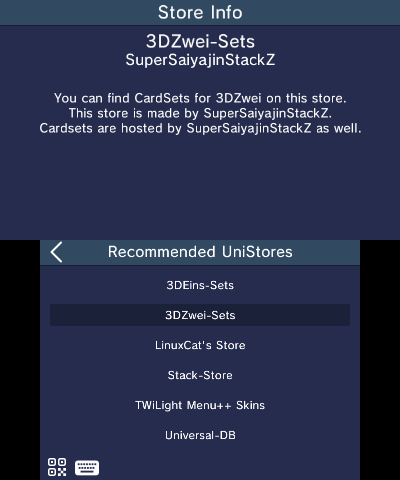 Store Info
3DZwei-Sets
SuperSaiyajinStackZ
You can find CardSets for 3DZwei on this store.
This store is made by SuperSaiyajinStackZ.
Cardsets are hosted by SuperSaiyajinStackZ as well.
Recommended UniStores
3DEins-Sets
3DZwei-Sets
LinuxCat's Store
Stack-Store
TWiLight Menu++ Skins
Universal-DB